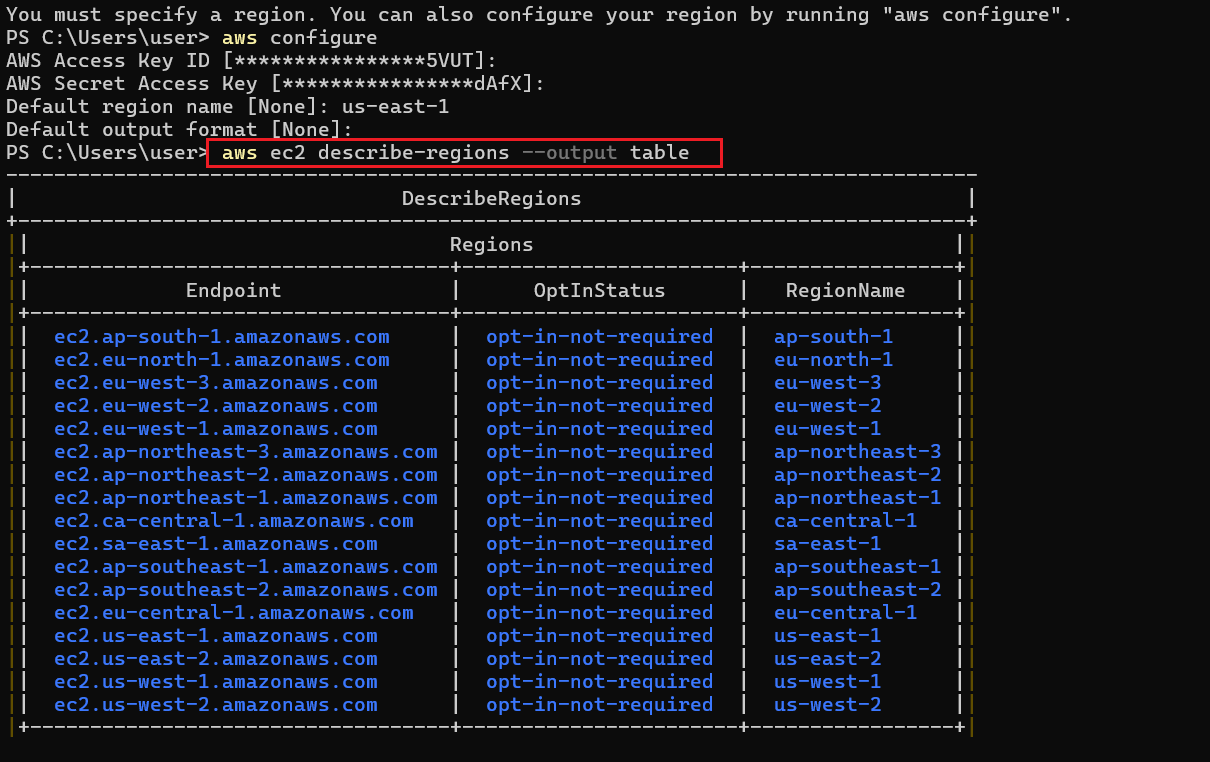 You must specify a region. You can also configure your region by running "aws configure".
PS C:\Users\user> aws configure
AWS Access Key ID [****************5VUT]:
AWS Secret Access Key [****************dAfX]:
Default region name [None]: us-east-1
Default output format [None]:
PS C:\Users\user> aws ec2 describe-regions --output table
---------------------------------------------------------------------------------
|                                DescribeRegions                                |
+-------------------------------------------------------------------------------+
||                                   Regions                                   ||
|+-----------------------------------+-----------------------+-----------------+|
||             Endpoint              |      OptInStatus      |   RegionName    ||
|+-----------------------------------+-----------------------+-----------------+|
||  ec2.ap-south-1.amazonaws.com     |  opt-in-not-required  |  ap-south-1     ||
||  ec2.eu-north-1.amazonaws.com     |  opt-in-not-required  |  eu-north-1     ||
||  ec2.eu-west-3.amazonaws.com      |  opt-in-not-required  |  eu-west-3      ||
||  ec2.eu-west-2.amazonaws.com      |  opt-in-not-required  |  eu-west-2      ||
||  ec2.eu-west-1.amazonaws.com      |  opt-in-not-required  |  eu-west-1      ||
||  ec2.ap-northeast-3.amazonaws.com |  opt-in-not-required  |  ap-northeast-3 ||
||  ec2.ap-northeast-2.amazonaws.com |  opt-in-not-required  |  ap-northeast-2 ||
||  ec2.ap-northeast-1.amazonaws.com |  opt-in-not-required  |  ap-northeast-1 ||
||  ec2.ca-central-1.amazonaws.com   |  opt-in-not-required  |  ca-central-1   ||
||  ec2.sa-east-1.amazonaws.com      |  opt-in-not-required  |  sa-east-1      ||
||  ec2.ap-southeast-1.amazonaws.com |  opt-in-not-required  |  ap-southeast-1 ||
||  ec2.ap-southeast-2.amazonaws.com |  opt-in-not-required  |  ap-southeast-2 ||
||  ec2.eu-central-1.amazonaws.com   |  opt-in-not-required  |  eu-central-1   ||
||  ec2.us-east-1.amazonaws.com      |  opt-in-not-required  |  us-east-1      ||
||  ec2.us-east-2.amazonaws.com      |  opt-in-not-required  |  us-east-2      ||
||  ec2.us-west-1.amazonaws.com      |  opt-in-not-required  |  us-west-1      ||
||  ec2.us-west-2.amazonaws.com      |  opt-in-not-required  |  us-west-2      ||
|+-----------------------------------+-----------------------+-----------------+|